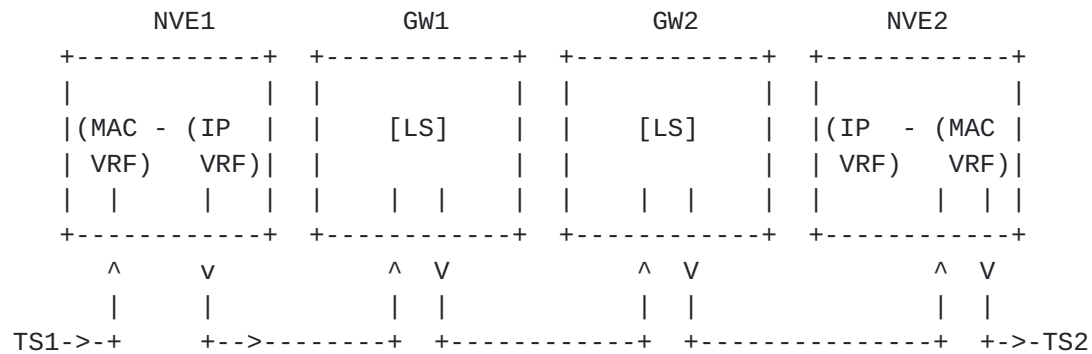 NVE1 GW1 GW2 NVE2
+------------+ +------------+ +------------+ +------------+
| | | | | | | |
|(MAC - (IP | | [LS] | | [LS] | |(IP - (MAC |
| VRF) VRF)| | | | | | VRF) VRF)|
| | | | | | | | | | | | | | | |
+------------+ +------------+ +------------+ +------------+
^ v ^ V ^ V ^ V
| | | | | | | |
TS1->-+ +-->--------+ +------------+ +---------------+ +->-TS2